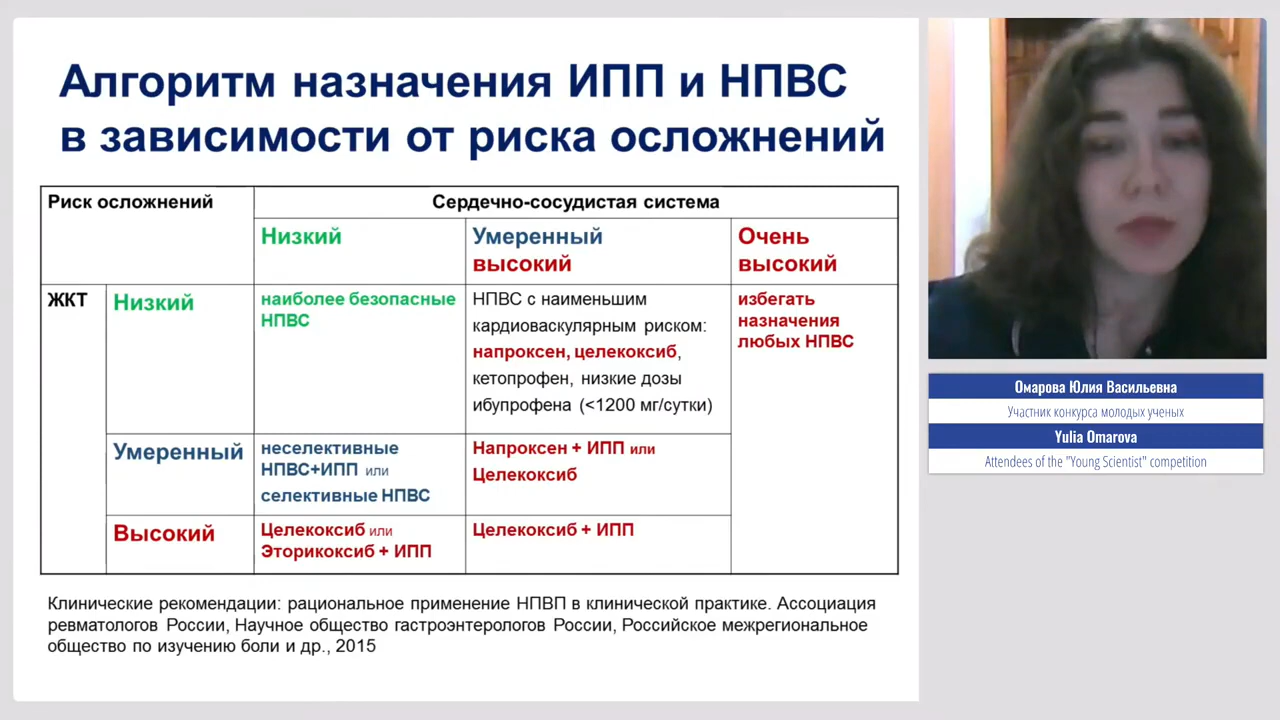 Алгоритм назначения ИПП и НПВС
в зависимости от риска осложнений
Риск осложнений
Сердечно-сосудистая система
Низкий
Умеренный
высокий
Очень
высокий
ЖКТ
Низкий
наиболее безопасные
НПВС
НПВС с наименьшим
кардиоваскулярным риском:
напроксен, целекоксиб,
кетопрофен, низкие дозы
ибупрофена (<1200 мг/сутки)
избегать
назначения
любых НПВС
Умеренный
неселективные
НПВС+ИПП или
селективные НПВС
Напроксен + ИПП или
Целекоксиб
Высокий
Целекоксиб или
Эторикоксиб + ИПП
Целекоксиб + ИПП
Клинические рекомендации: рациональное применение НПВП в клинической практике. Ассоциация
ревматологов России, Научное общество гастроэнтерологов России, Российское межрегиональное
общество по изучению боли и др., 2015
Омарова Юлия Васильевна
Участник конкурса молодых ученых
Yulia Omarova
Attendees of the "Young Scientist" competition